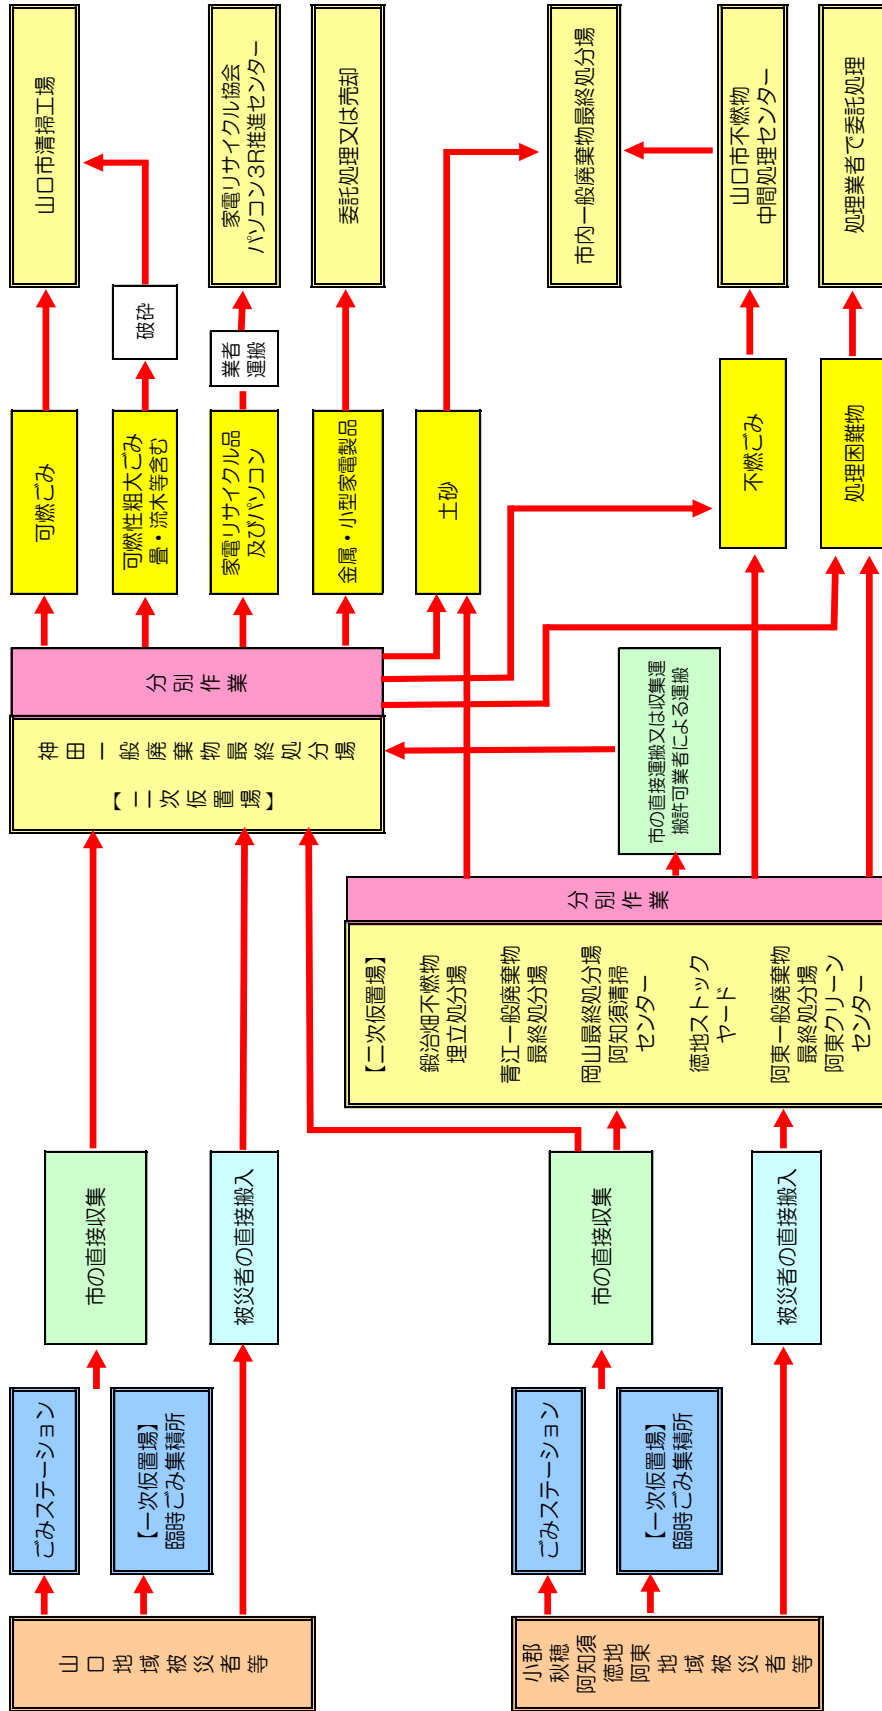 山口地域被災者等
ごみステーション
【一次仮置場】
臨時ごみ集積所
市の直接収集
被災者の直接搬入
神田一般廃棄物最終処分場
【二次仮置場】
分別作業
可燃ごみ
可燃性粗大ごみ
畳・流木等含む
家電リサイクル品
及びパソコン
金属・小型家電製品
土砂
不燃ごみ
処理困難物
破砕
業者
運搬
山口市清掃工場
家電リサイクル協会
パソコン3R推進センター
委託処理又は売却
市内一般廃棄物最終処分場
山口市不燃物
中間処理センター
処理業者で委託処理
小郡
秋穂
阿知須
徳地
阿東
地域被災者等
ごみステーション
【一次仮置場】
臨時ごみ集積所
市の直接収集
被災者の直接搬入
【二次仮置場】
鍛治畑不燃物
埋立処分場
青江一般廃棄物
最終処分場
岡山最終処分場
阿知須清掃
センター
徳地ストック
ヤード
阿東一般廃棄物
最終処分場
阿東クリーン
センター
分別作業
市の直接運搬又は収集運
搬許可業者による運搬